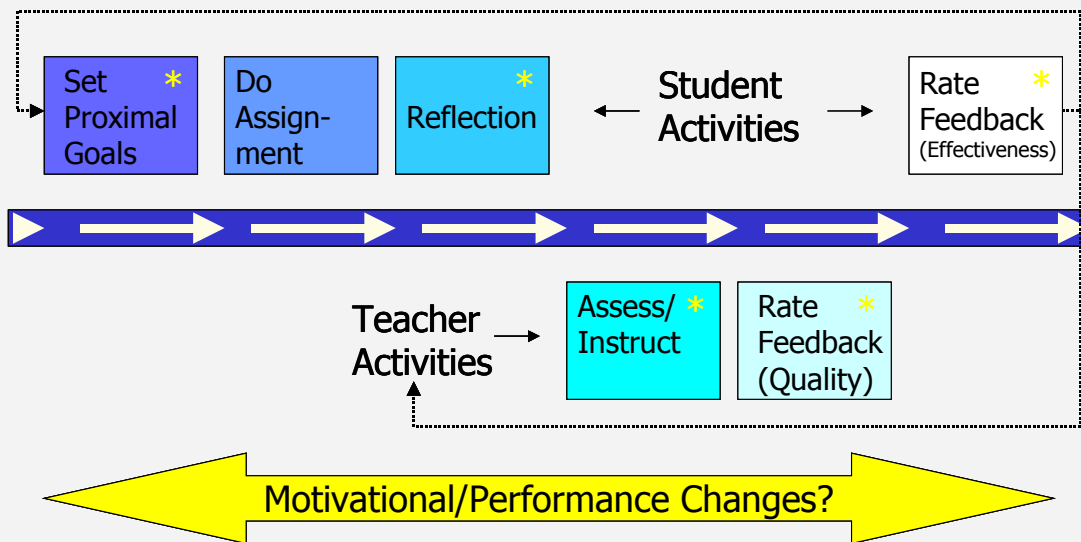 Set *
Proximal
Goals
Do
Assign-
ment
*
Reflection
Student
Activities
Rate *
Feedback
(Effectiveness)
Teacher
Activities
Assess/ *
Instruct
Rate *
Feedback
(Quality)
Motivational/Performance Changes?